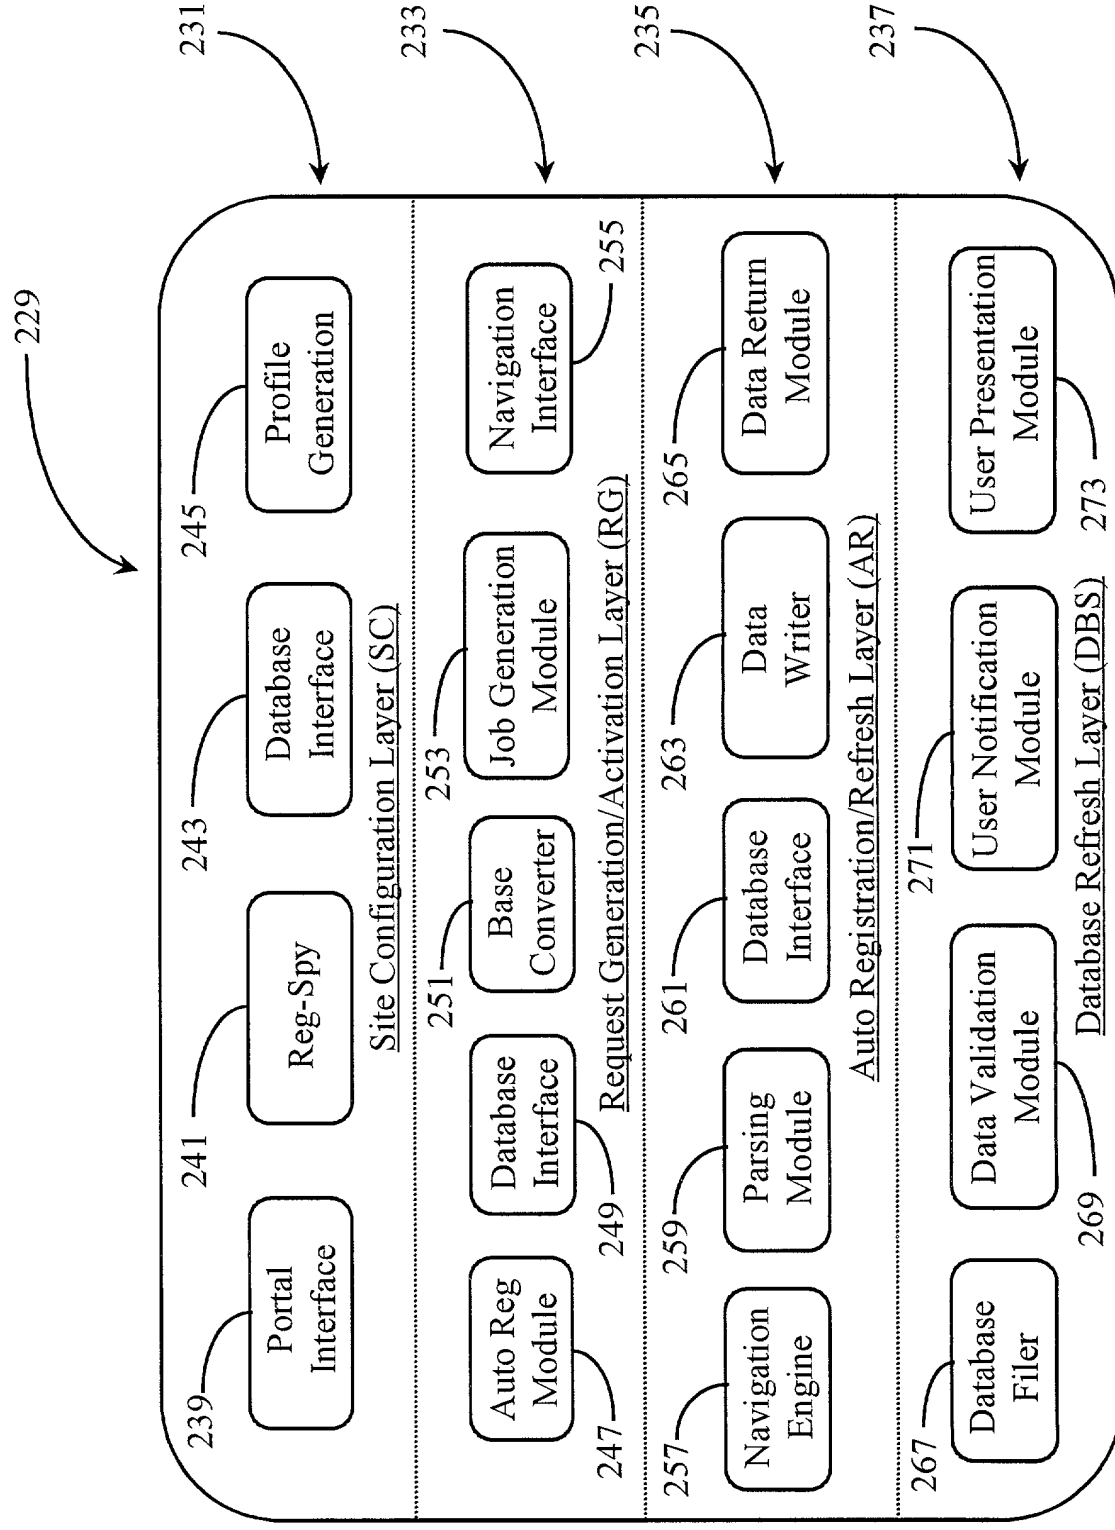 229
231
239
241
243
245
Portal
Interface
Reg-Spy
Database
Interface
Profile
Generation
Site Configuration Layer (SC)
233
251
253
Auto Reg
Module
Database
Interface
Base
Converter
Job Generation
Module
Navigation
Interface
247
249
255
Request Generation/Activation Layer (RG)
235
257
259
261
263
265
Navigation
Engine
Parsing
Module
Database
Interface
Data
Writer
Data Return
Module
Auto Registration/Refresh Layer (AR)
237
267
271
Database
Filer
Data Validation
Module
User Notification
Module
User Presentation
Module
269
273
Database Refresh Layer (DBS)